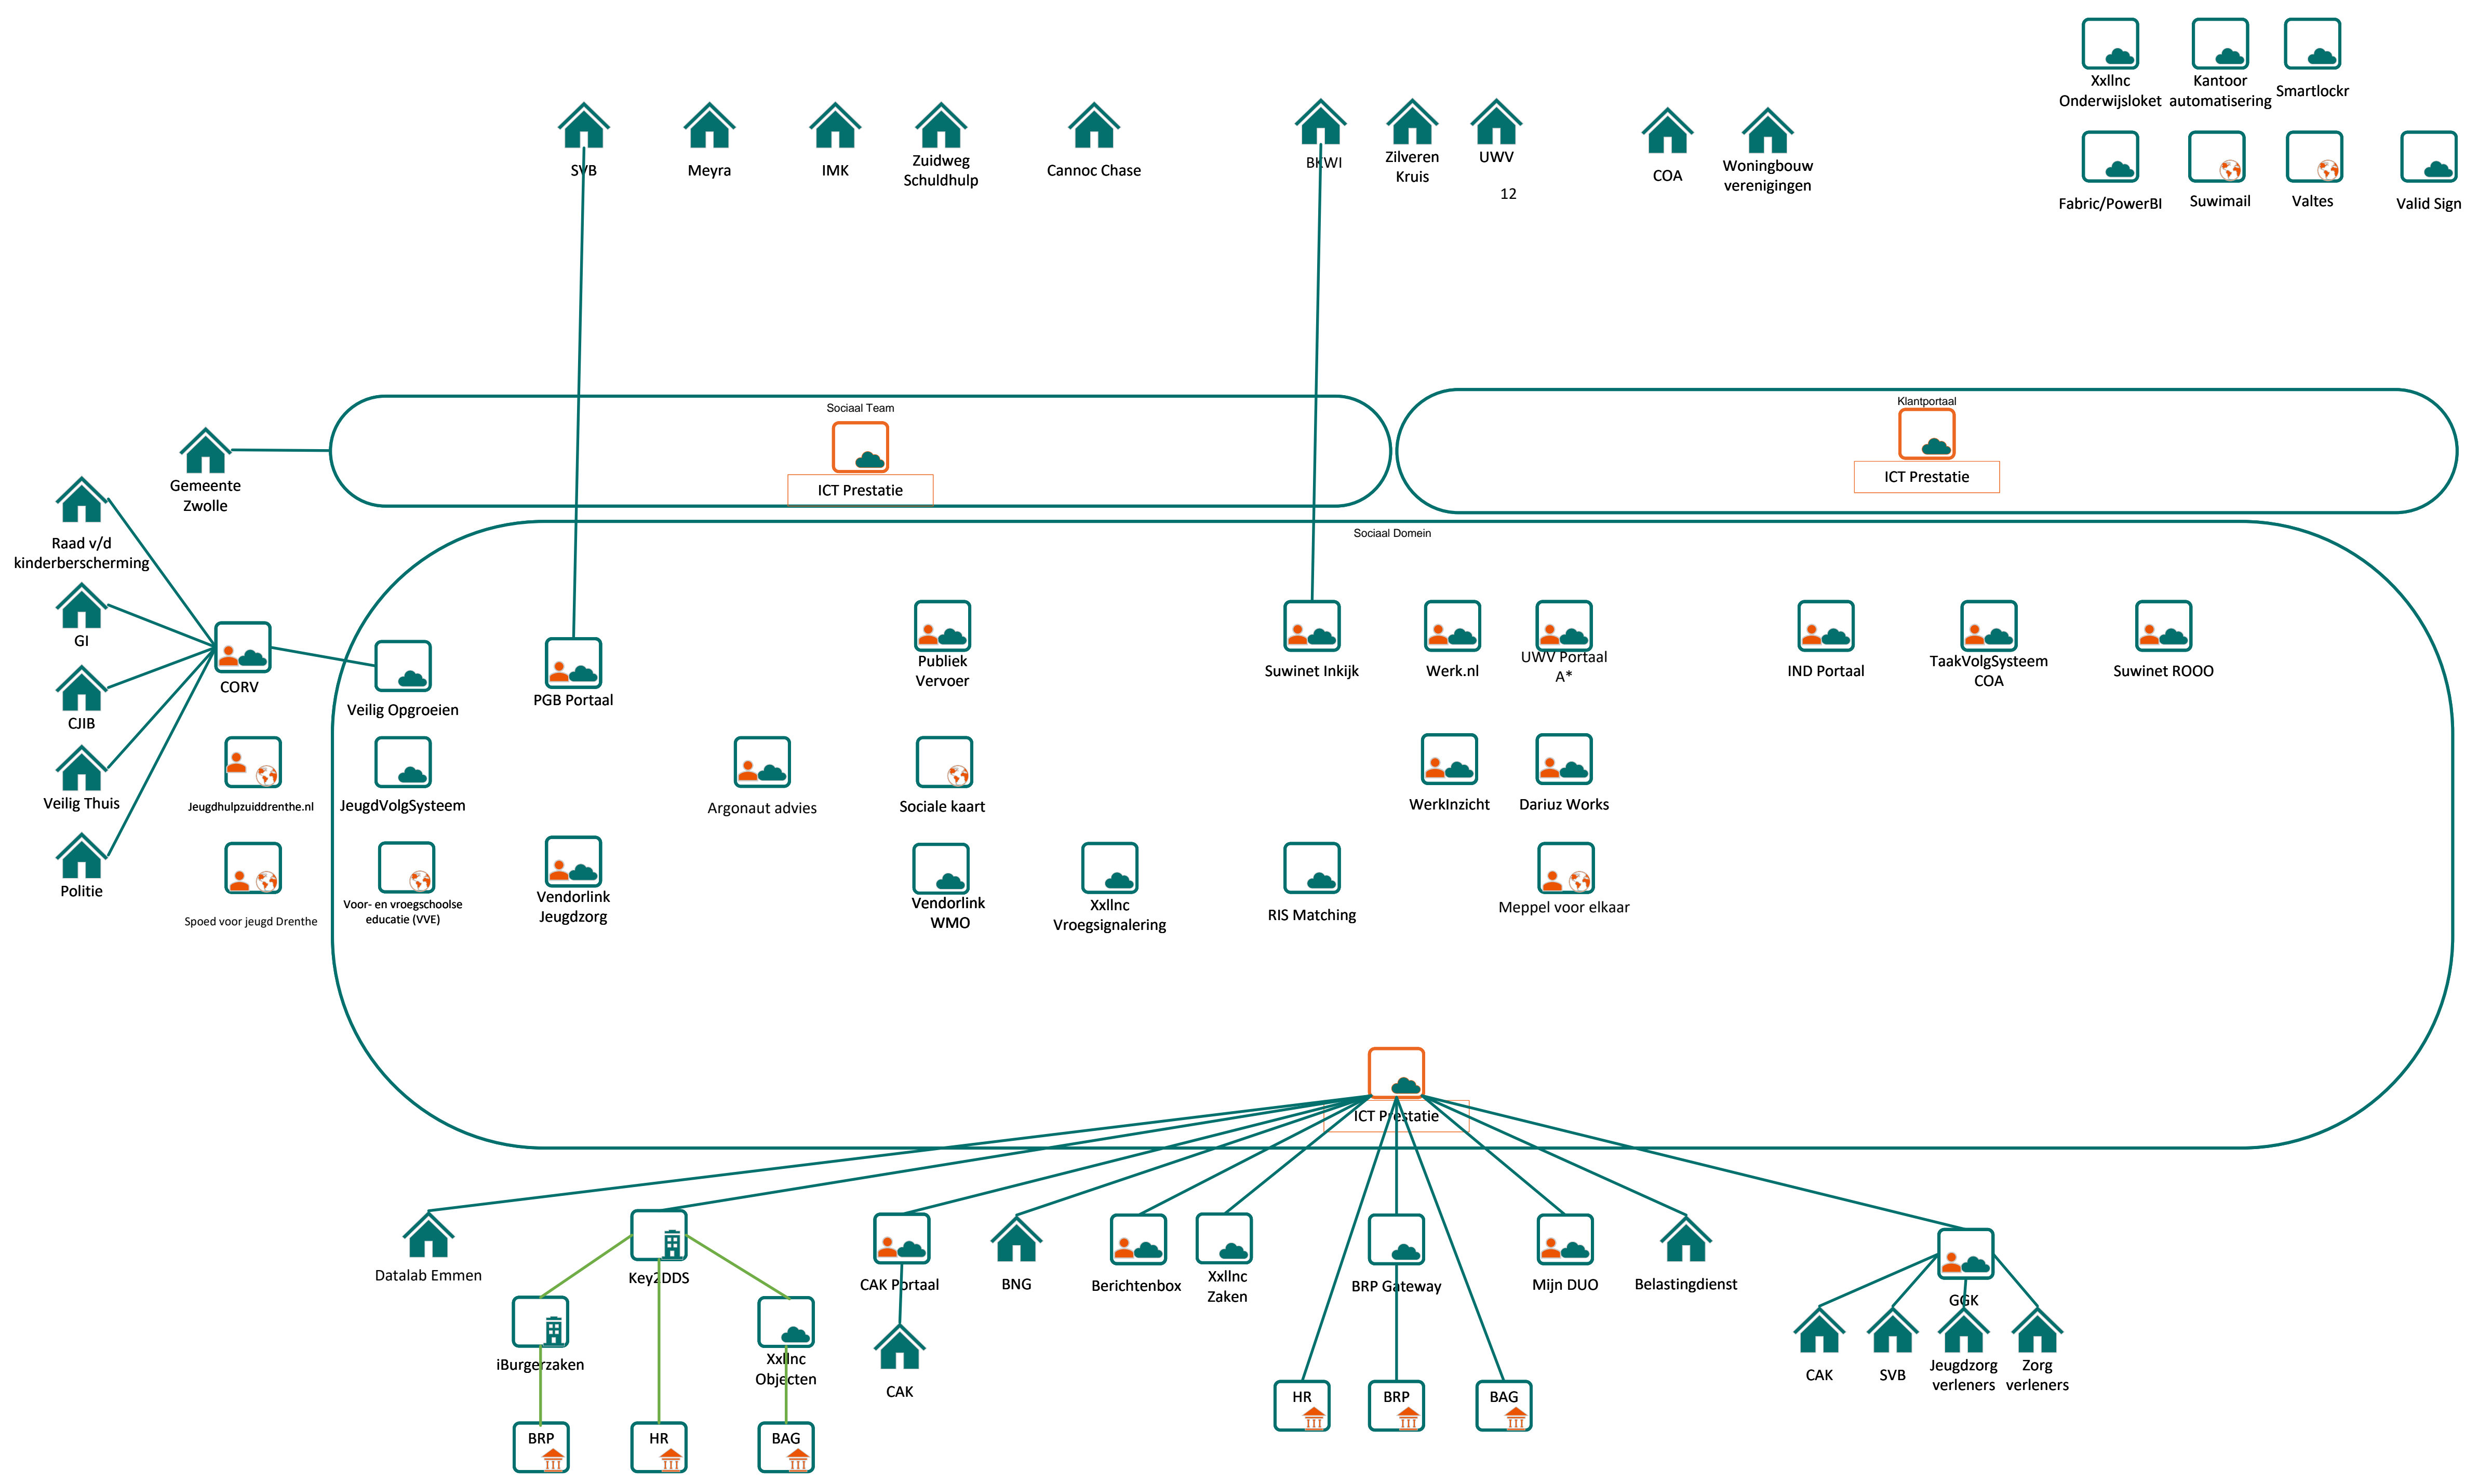 Xxllnc
Onderwijsloket
Kantoor
automatisering
Smartlockr
SVB
Meyra
IMK
Zuidweg
Schuldhulp
Cannoc Chase
BKWI
Zilveren
Kruis
UWV
12
COA
Woningbouw
verenigingen
Fabric/PowerBI
Suwimail
Valtes
Valid Sign
Sociaal Team
ICT Prestatie
Klantportaal
ICT Prestatie
Gemeente
Zwolle
Raad v/d
kinderberscherming
GI
CJIB
Veilig Thuis
Politie
CORV
Jeugdhulpzuiddrenthe.nl
Spoed voor jeugd Drenthe
Sociaal Domein
Veilig Opgroeien
PGB Portaal
Publiek
Vervoer
Suwinet Inkijk
Werk.nl
UWV Portaal
A*
IND Portaal
TaakVolgSysteem
COA
Suwinet ROOO
JeugdVolgSysteem
Argonaut advies
Sociale kaart
WerkInzicht
Dariuz Works
Voor- en vroegschoolse
educatie (VVE)
Vendorlink
Jeugdzorg
Vendorlink
WMO
Xxllnc
Vroegsignalering
RIS Matching
Meppel voor elkaar
ICT Prestatie
Datalab Emmen
Key2DDS
CAK Portaal
BNG
Berichtenbox
Xxllnc
Zaken
BRP Gateway
Mijn DUO
Belastingdienst
GGK
iBurgerzaken
Xxllnc
Objecten
CAK
CAK
SVB
Jeugdzorg
verleners
Zorg
verleners
HR
BRP
BAG
BRP
HR
BAG